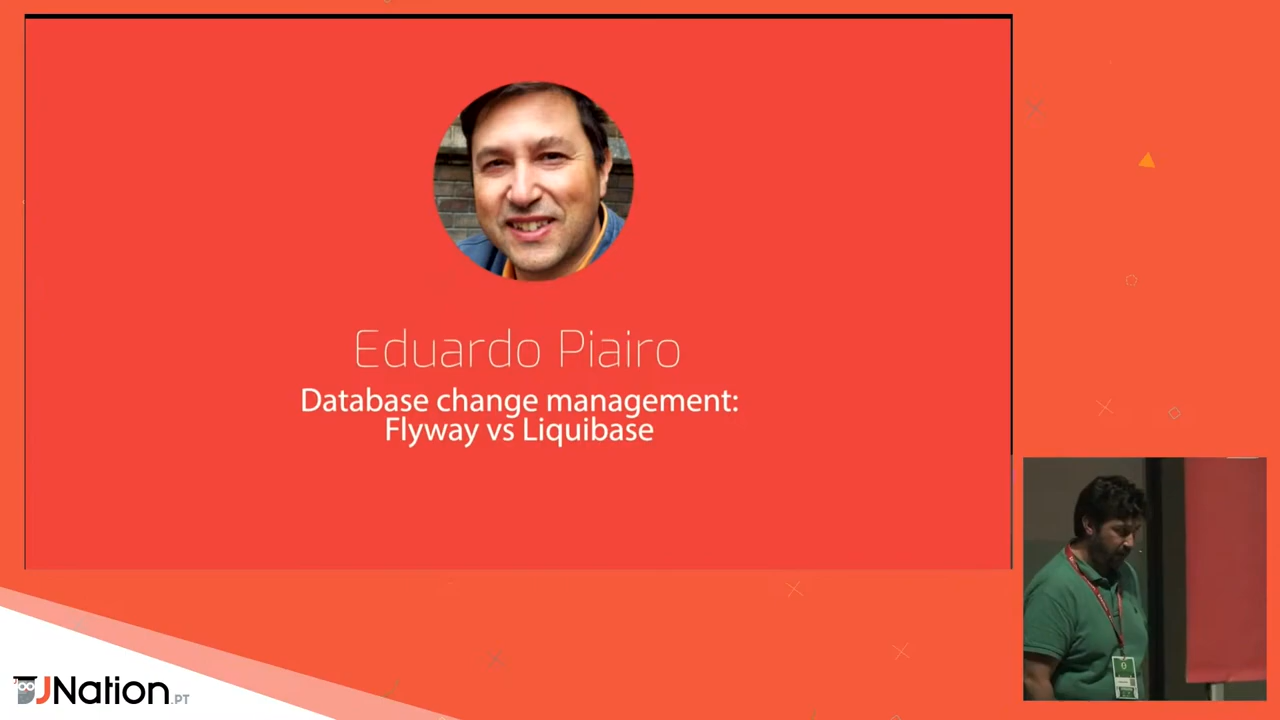 Eduardo Piairo
Database change management:
Flyway vs Liquibase
JNation.PT